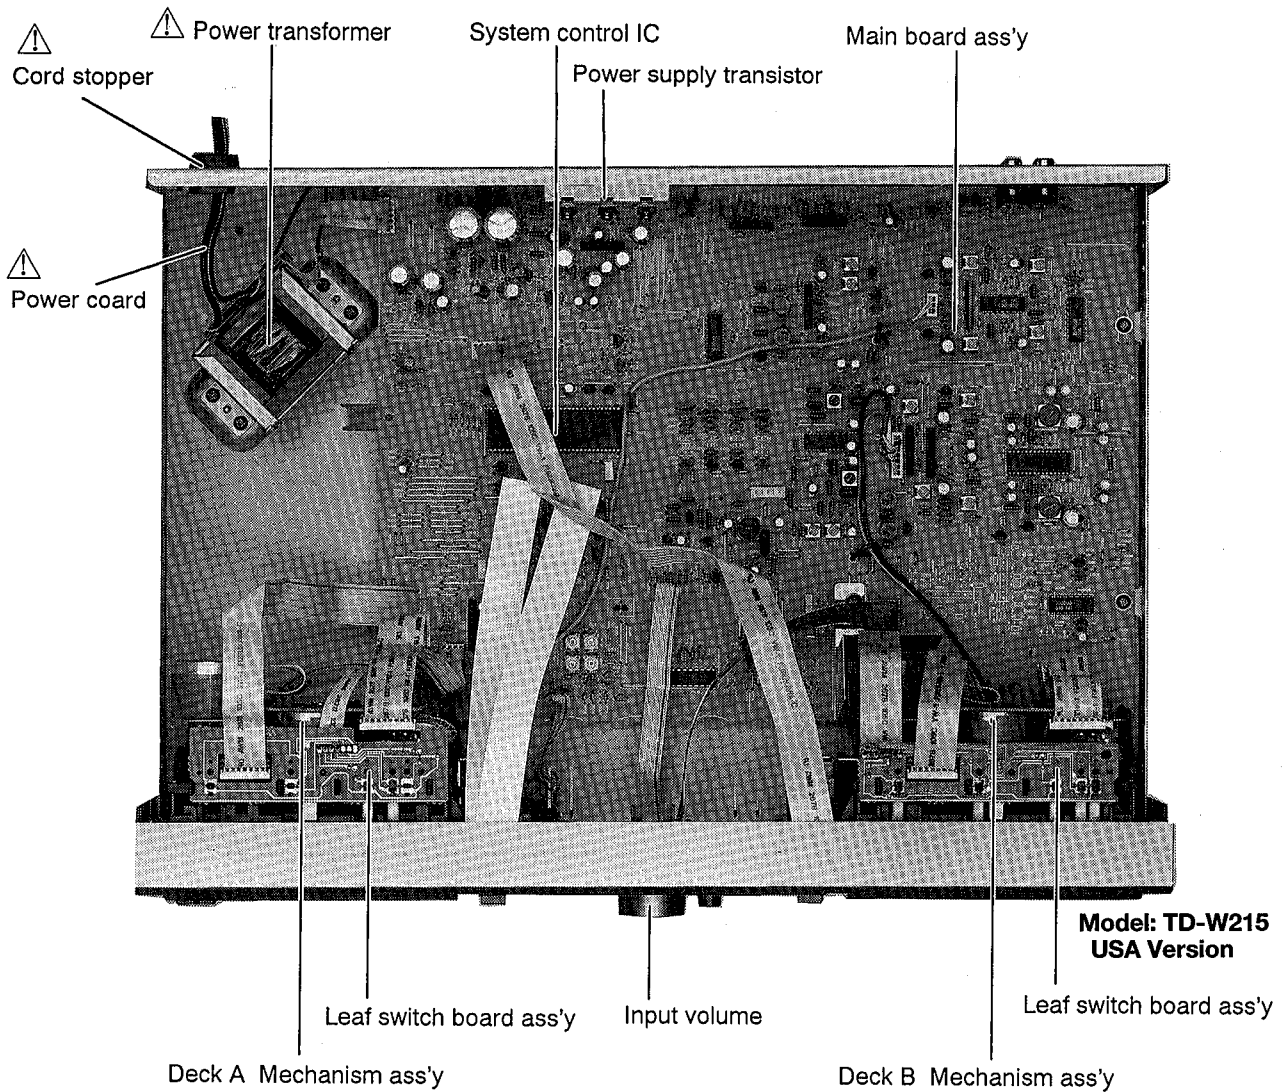 Power transformer
System control IC
Main board ass'y
Cord stopper
Power supply transistor
Power coard
Model: TD-W215
USA Version
Leaf switch board ass'y
Input volume
Leaf switch board ass'y
Deck A Mechanism ass'y
Deck B Mechanism ass'y